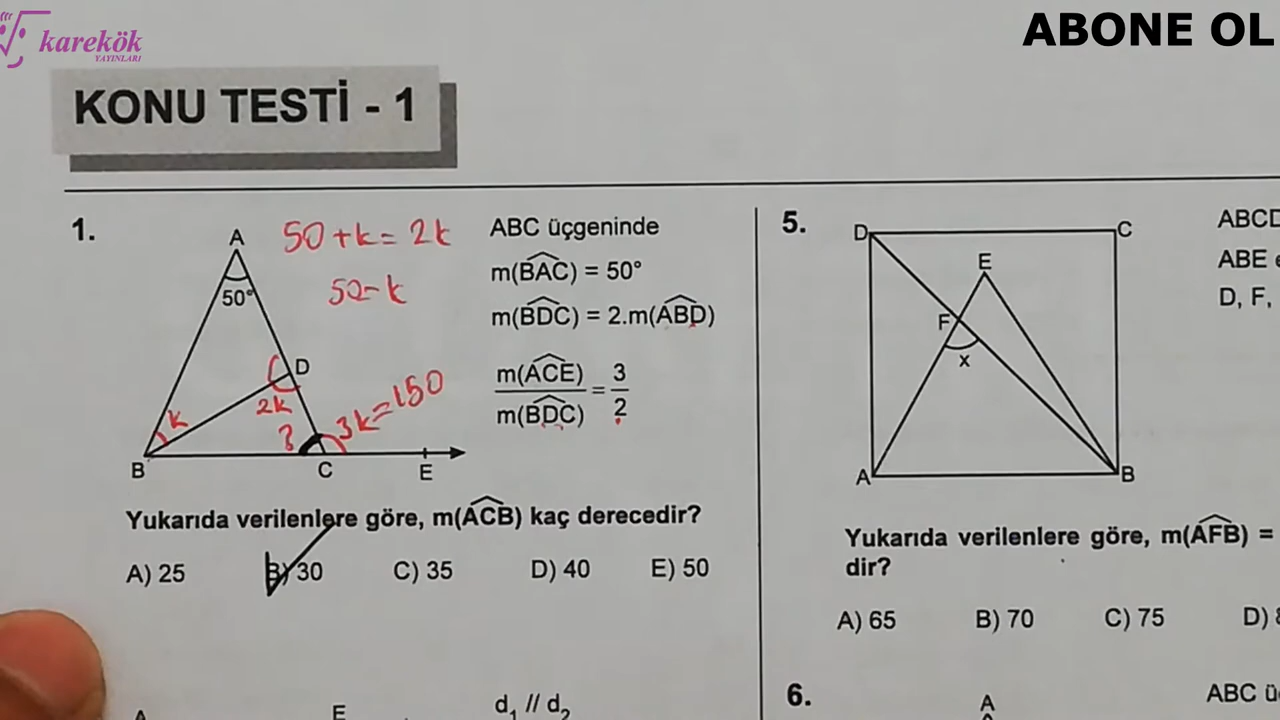 karekök
YAYINLARI
ABONE OL
KONU TESTİ - 1
1.
A
50°
D
B
C
E
50+k=2k
50=k
k
2k
?
3k=150
ABC üçgeninde
m(BAC) = 50°
m(BDC) = 2.m(ABD)
m(ACE)
m(BDC)
= 3
2
Yukarıda verilenlere göre, m(ACB) kaç derecedir?
A) 25 B) 30 C) 35 D) 40 E) 50
A
E
d1 // d2
5.
D
C
E
F
x
A
B
ABCD
ABE
D, F,
Yukarıda verilenlere göre, m(AFB) =
dir?
A) 65 B) 70 C) 75 D)
6.
A
ABC